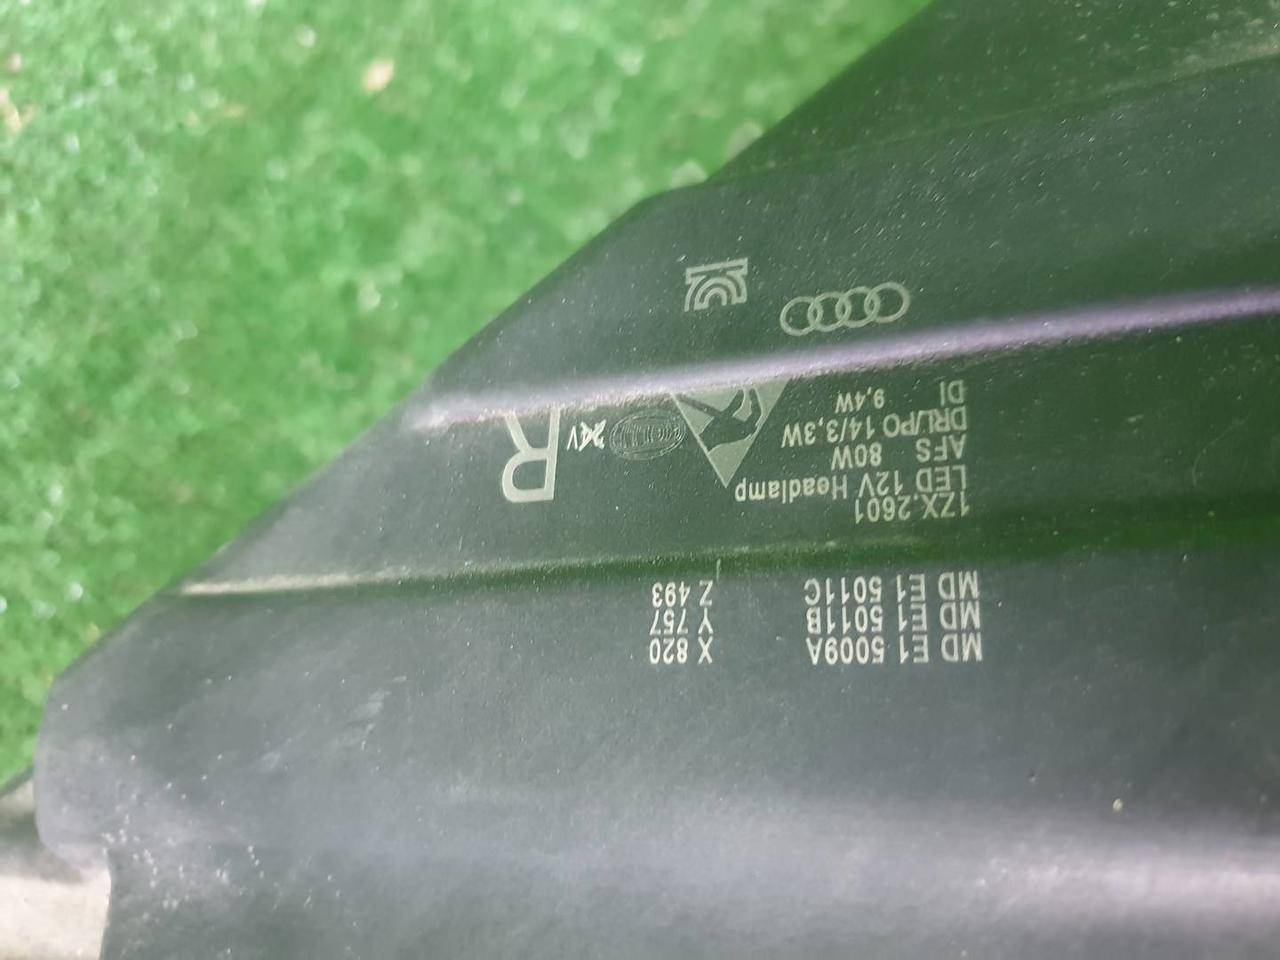 MD E1 5009A X 820
MD E1 5011B Y 757
MD E1 5011C Z 493
1ZX.2601
LED 12V Headlamp
AFS 80W
DRL/PO 14/3,3W
DI 9,4W
HELLA
24V
R